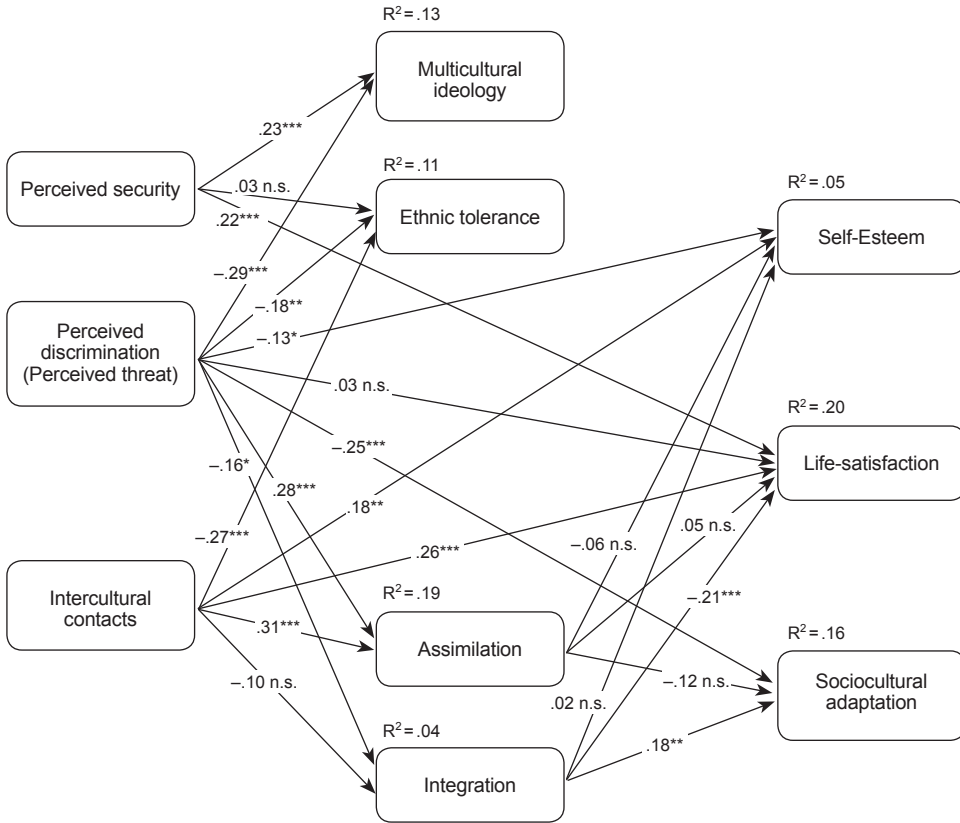 R² = .13
Multicultural
ideology
.23***
Perceived security
R² = .11
.03 n.s.
Ethnic tolerance
R² = .05
Self-Esteem
.22***
–.29***
–.18**
Perceived
discrimination
(Perceived threat)
–.13*
.03 n.s.
R² = .20
Life-satisfaction
–.25***
–.16*
.28***
.18**
.05 n.s.
–.27***
–.06 n.s.
.26***
Intercultural
contacts
R² = .19
–.21***
.31***
Assimilation
R² = .16
Sociocultural
adaptation
–.10 n.s.
–.12 n.s.
.02 n.s.
R² = .04
.18**
Integration